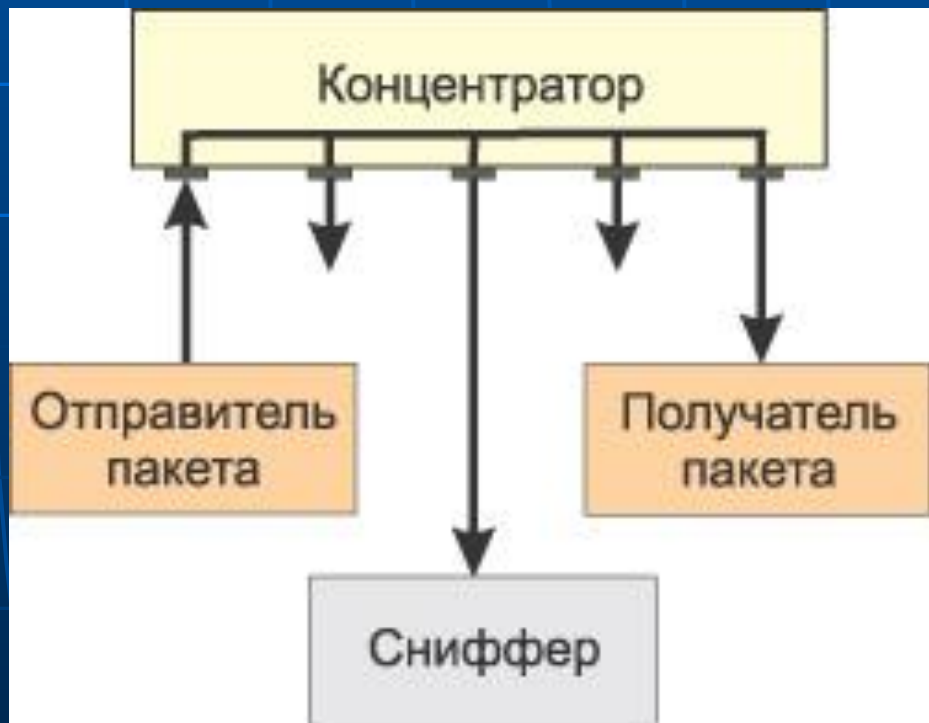 Концентратор
Отправитель
пакета
Получатель
пакета
Сниффер